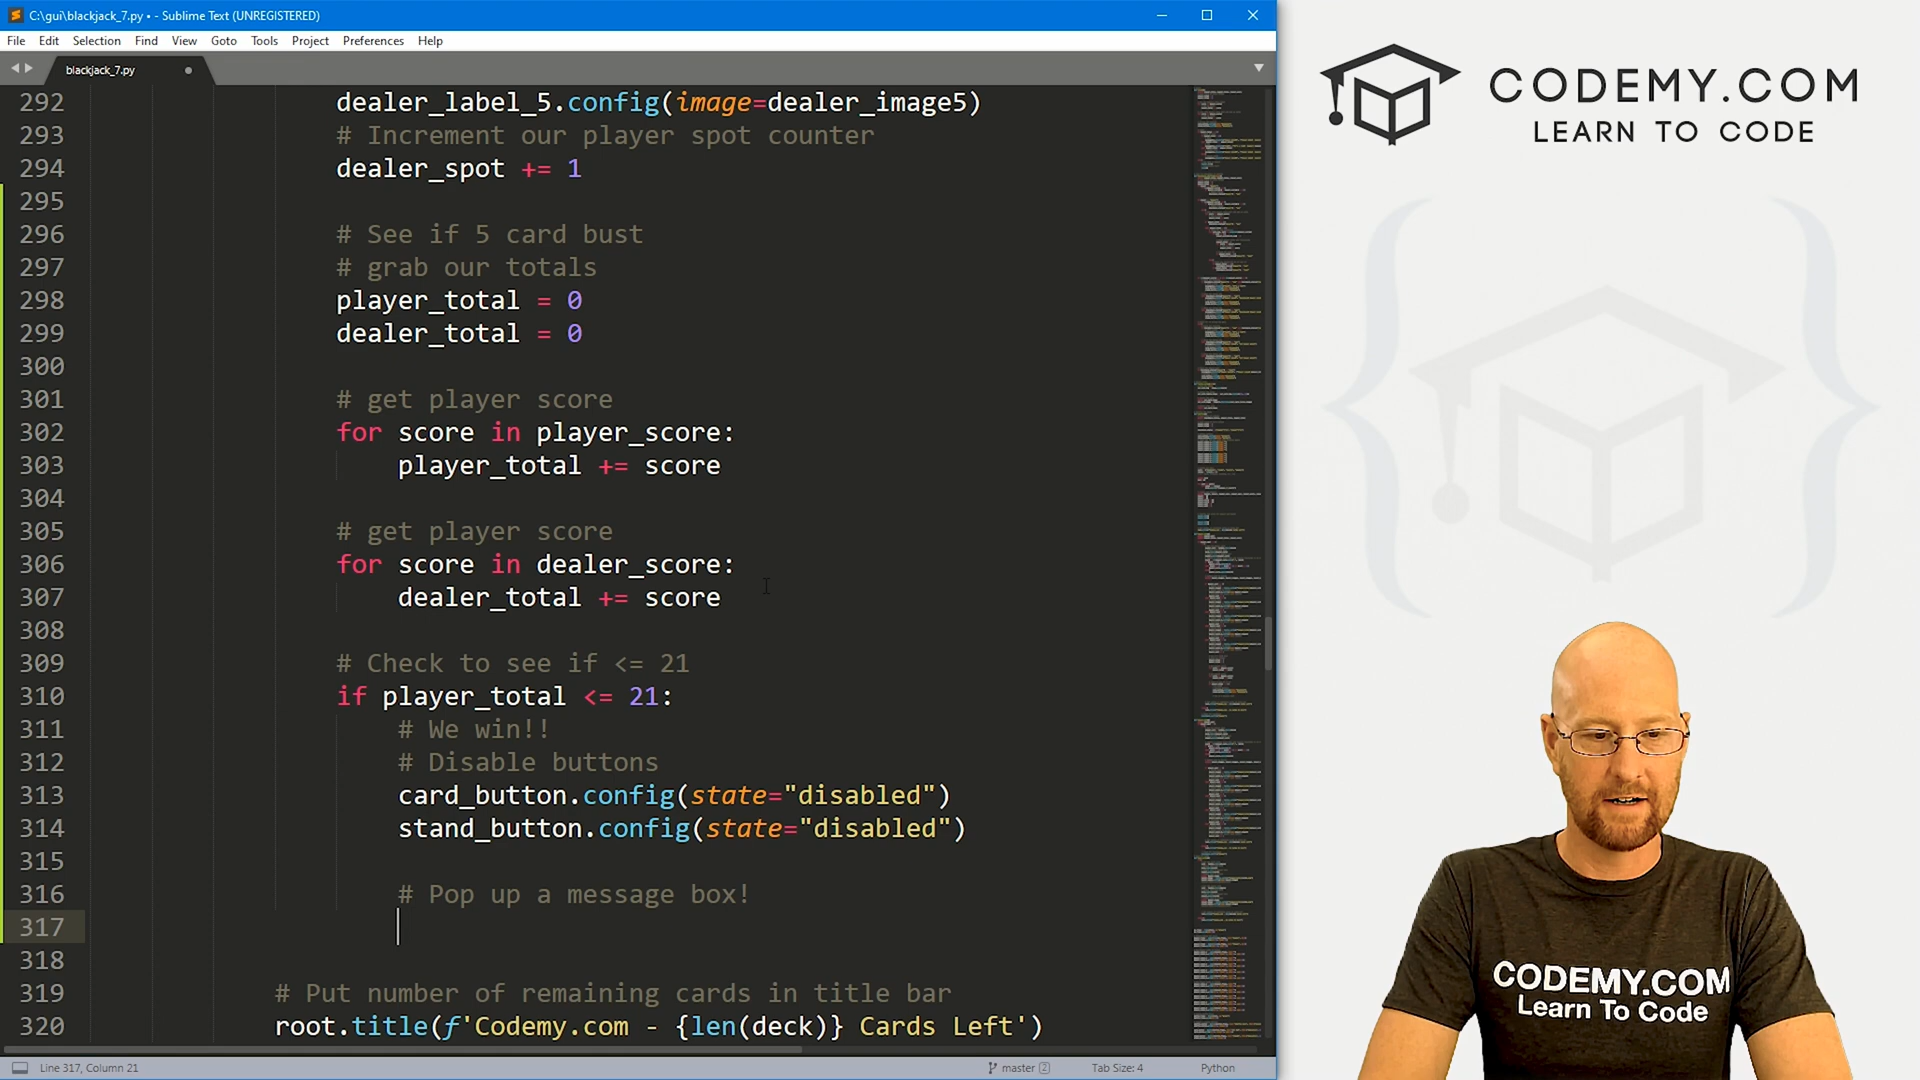 C:\gui\blackjack_7.py • - Sublime Text (UNREGISTERED)
File Edit Selection Find View Goto Tools Project Preferences Help
blackjack_7.py
292 dealer_label_5.config(image=dealer_image5)
293 # Increment our player spot counter
294 dealer_spot += 1
295
296 # See if 5 card bust
297 # grab our totals
298 player_total = 0
299 dealer_total = 0
300
301 # get player score
302 for score in player_score:
303 player_total += score
304
305 # get player score
306 for score in dealer_score:
307 dealer_total += score
308
309 # Check to see if <= 21
310 if player_total <= 21:
311 # We win!!
312 # Disable buttons
313 card_button.config(state="disabled")
314 stand_button.config(state="disabled")
315
316 # Pop up a message box!
317
318
319 # Put number of remaining cards in title bar
320 root.title(f'Codemy.com - {len(deck)} Cards Left')
Line 317, Column 21 master 2 Tab Size: 4 Python
CODEMY.COM
LEARN TO CODE
CODEMY.COM
Learn To Code